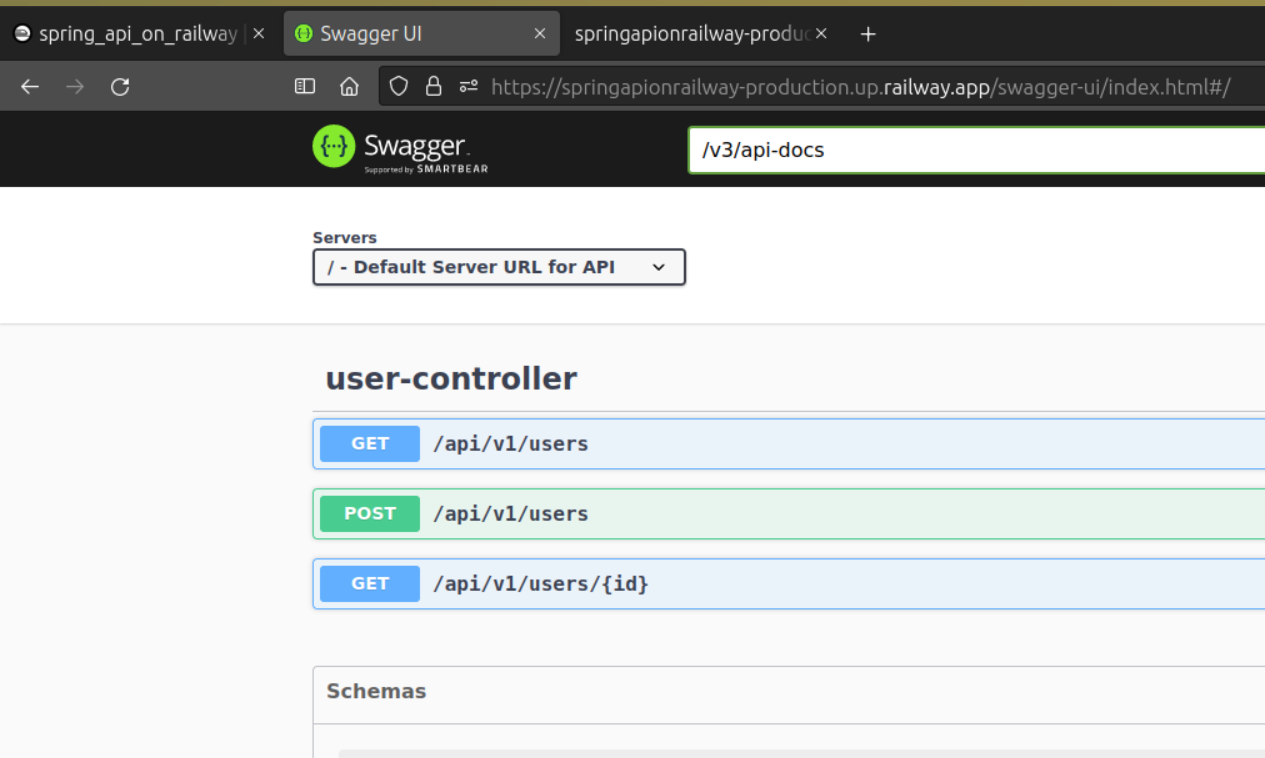 spring_api_on_railway
Swagger UI
springapionrailway-produc
https://springapionrailway-production.up.railway.app/swagger-ui/index.html#/
{··}
Swagger.
Supported by SMARTBEAR
/v3/api-docs
Servers
/ - Default Server URL for API
user-controller
GET /api/v1/users
POST /api/v1/users
GET /api/v1/users/{id}
Schemas